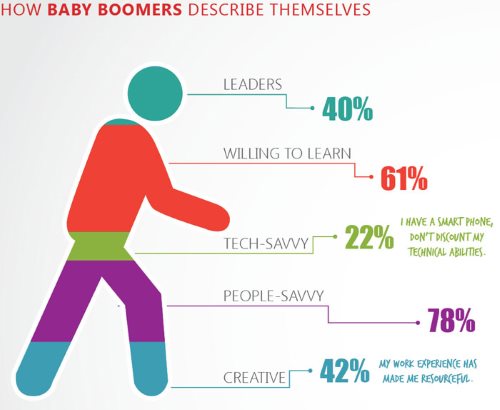 HOW BABY BOOMERS DESCRIBE THEMSELVES
LEADERS
40%
WILLING TO LEARN
61%
TECH-SAVVY
22%
I HAVE A SMART PHONE,
DON'T DISCOUNT MY
TECHNICAL ABILITIES.
PEOPLE-SAVVY
78%
CREATIVE
42%
MY WORK EXPERIENCE HAS
MADE ME RESOURCEFUL.